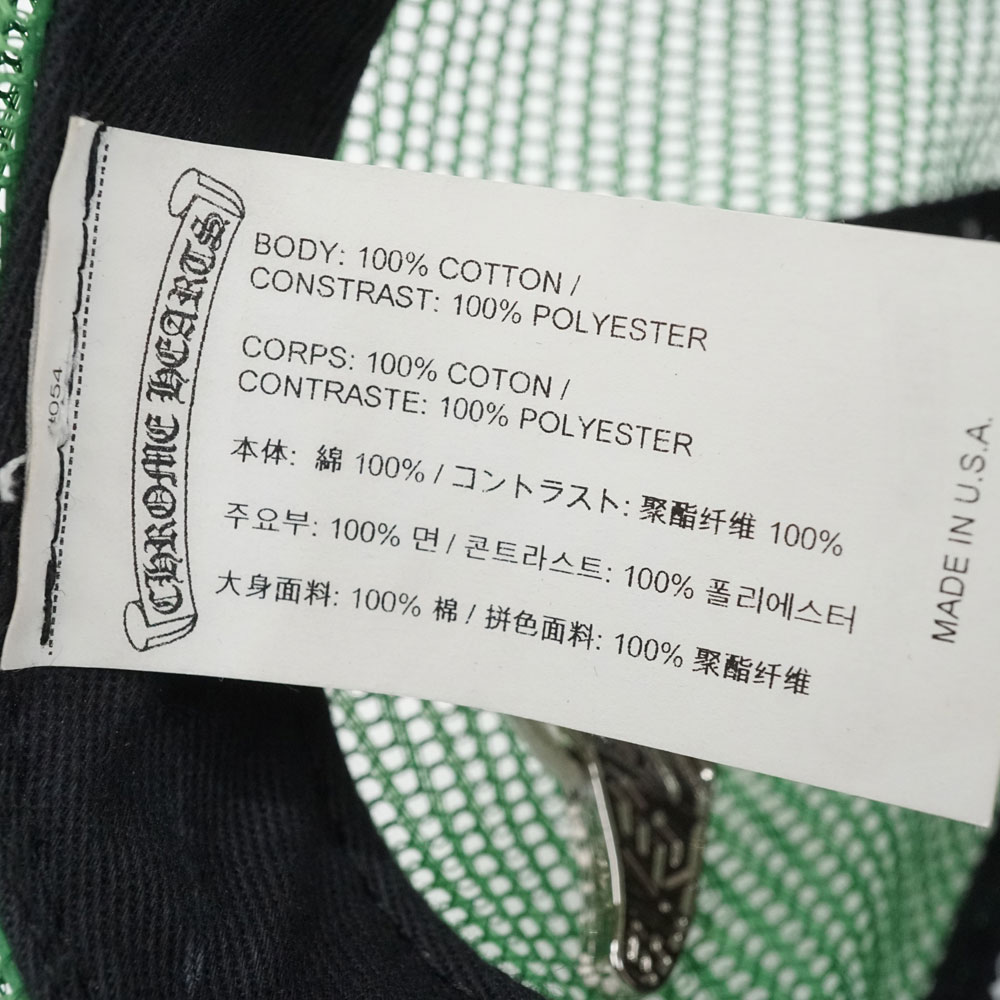 CHROME HEARTS
BODY: 100% COTTON /
CONSTRAST: 100% POLYESTER
CORPS: 100% COTON /
CONTRASTE: 100% POLYESTER
本体: 綿 100% / コントラスト: 聚酯纤维 100%
주요부: 100% 면 / 콘트라스트: 100% 폴리에스터
大身面料: 100% 棉 / 拼色面料: 100% 聚酯纤维
MADE IN U.S.A.